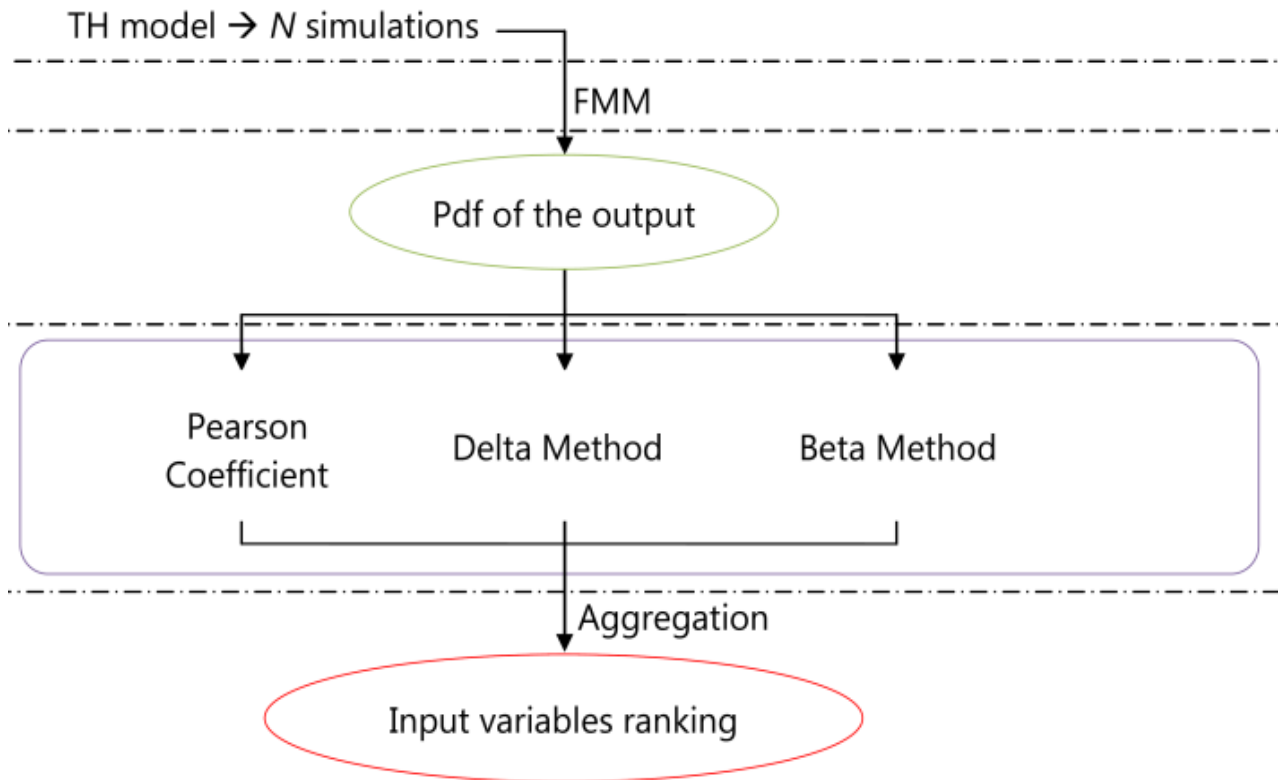 TH model → N simulations
FMM
Pdf of the output
Pearson
Coefficient
Delta Method
Beta Method
Aggregation
Input variables ranking